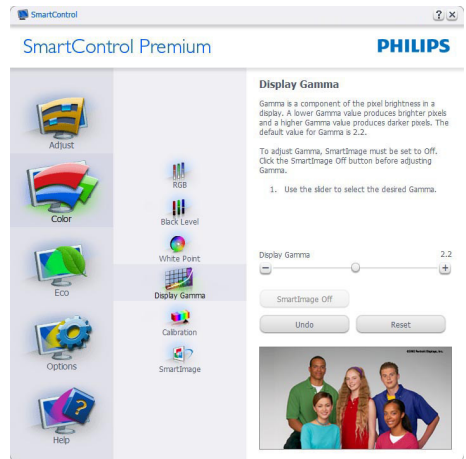 SmartControl
? x
SmartControl Premium
PHILIPS
Adjust
Color
Eco
Options
Help
RGB
Black Level
White Point
Display Gamma
Calibration
SmartImage
Display Gamma
Gamma is a component of the pixel brightness in a
display. A lower Gamma value produces brighter pixels
and a higher Gamma value produces darker pixels. The
default value for Gamma is 2.2.
To adjust Gamma, SmartImage must be set to Off.
Click the SmartImage Off button before adjusting
Gamma.
1. Use the slider to select the desired Gamma.
Display Gamma 2.2
− +
SmartImage Off
Undo Reset